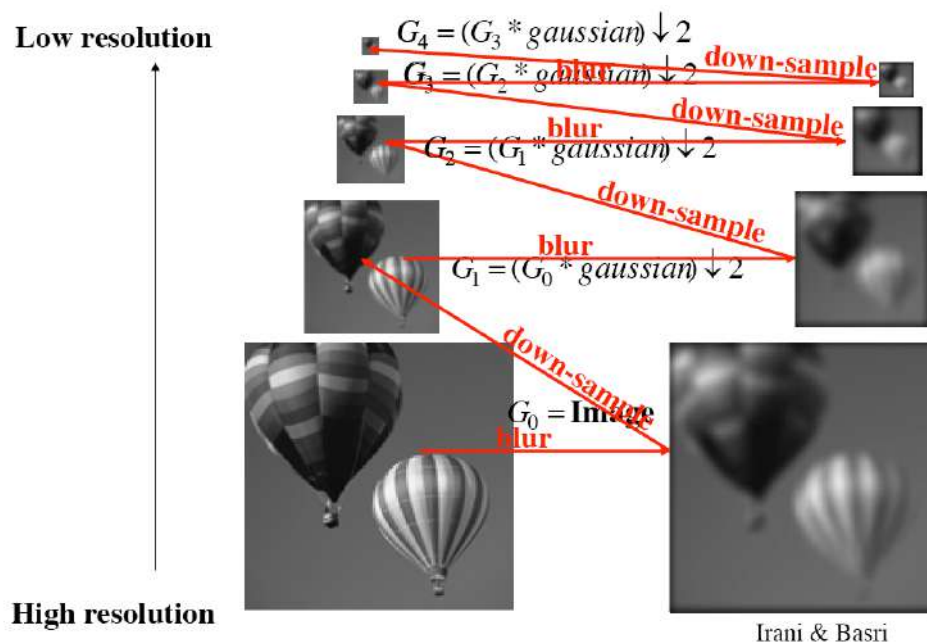 Low resolution
G₄ = (G₃ * gaussian) ↓ 2
down-sample
G₃ = (G₂ * gaussian) ↓ 2
blur
down-sample
blur
G₂ = (G₁ * gaussian) ↓ 2
down-sample
blur
G₁ = (G₀ * gaussian) ↓ 2
down-sample
G₀ = Image
blur
High resolution
Irani & Basri